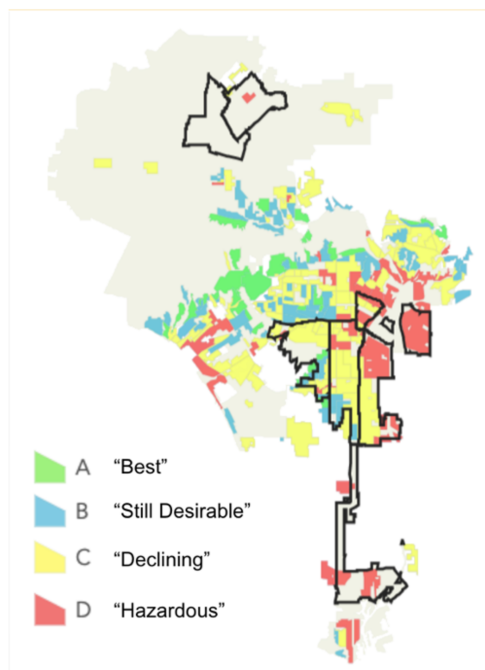 A “Best”
B “Still Desirable”
C “Declining”
D “Hazardous”